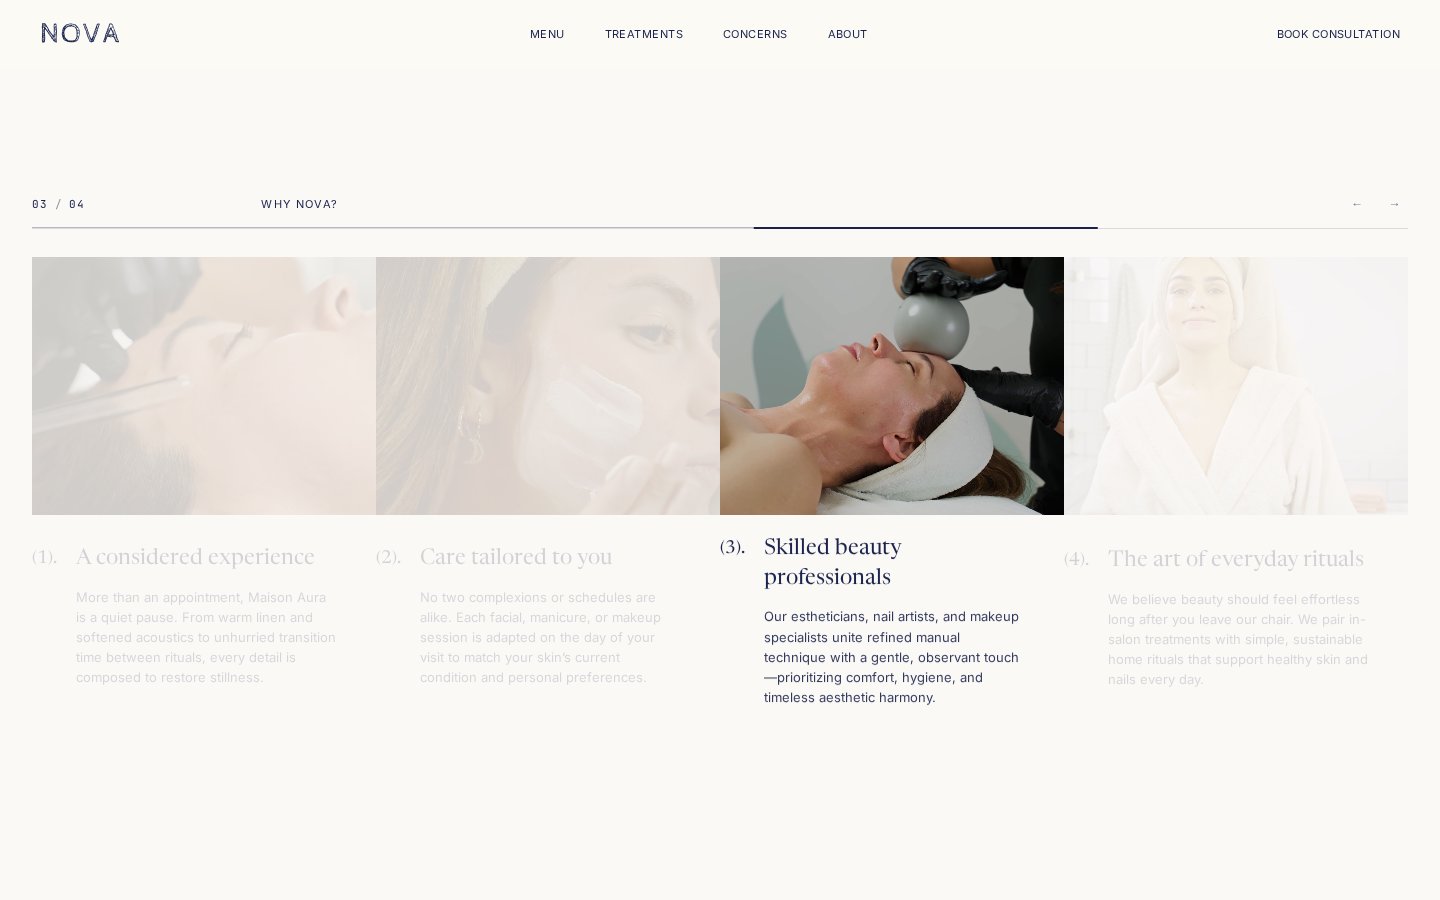 NOVA
MENU
TREATMENTS
CONCERNS
ABOUT
BOOK CONSULTATION
03 / 04
WHY NOVA?
← →
(1). A considered experience
More than an appointment, Maison Aura
is a quiet pause. From warm linen and
softened acoustics to unhurried transition
time between rituals, every detail is
composed to restore stillness.
(2). Care tailored to you
No two complexions or schedules are
alike. Each facial, manicure, or makeup
session is adapted on the day of your
visit to match your skin’s current
condition and personal preferences.
(3). Skilled beauty
professionals
Our estheticians, nail artists, and makeup
specialists unite refined manual
technique with a gentle, observant touch
—prioritizing comfort, hygiene, and
timeless aesthetic harmony.
(4). The art of everyday rituals
We believe beauty should feel effortless
long after you leave our chair. We pair in-
salon treatments with simple, sustainable
home rituals that support healthy skin and
nails every day.